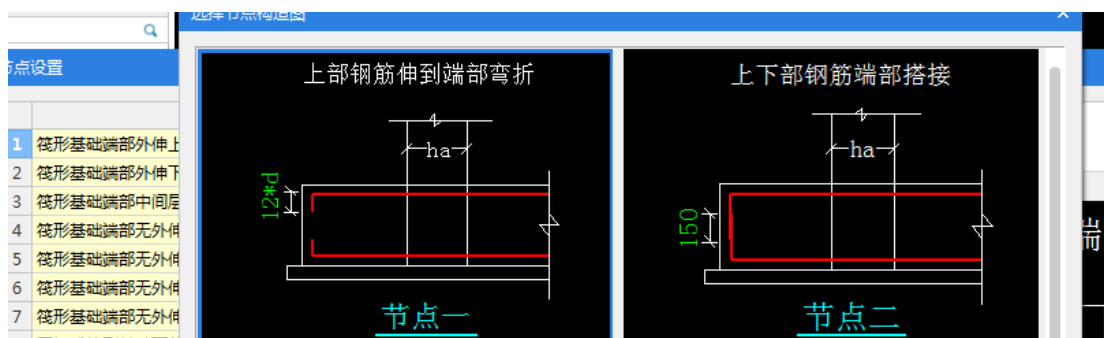 选择节点构造图
节点设置
1 筏形基础端部外伸上
2 筏形基础端部外伸下
3 筏形基础端部中间层
4 筏形基础端部无外伸
5 筏形基础端部无外伸
6 筏形基础端部无外伸
7 筏形基础端部无外伸
上部钢筋伸到端部弯折
ha
12*d
节点一
上下部钢筋端部搭接
ha
150
节点二
端